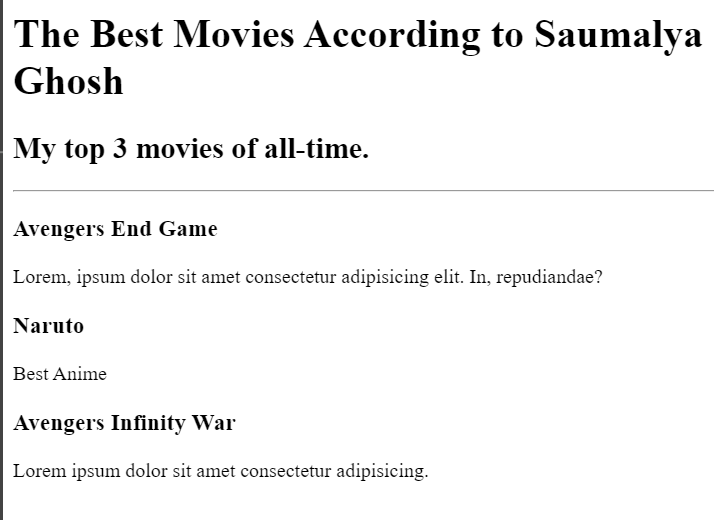 The Best Movies According to Saumalya
Ghosh
My top 3 movies of all-time.
Avengers End Game
Lorem, ipsum dolor sit amet consectetur adipisicing elit. In, repudiandae?
Naruto
Best Anime
Avengers Infinity War
Lorem ipsum dolor sit amet consectetur adipisicing.